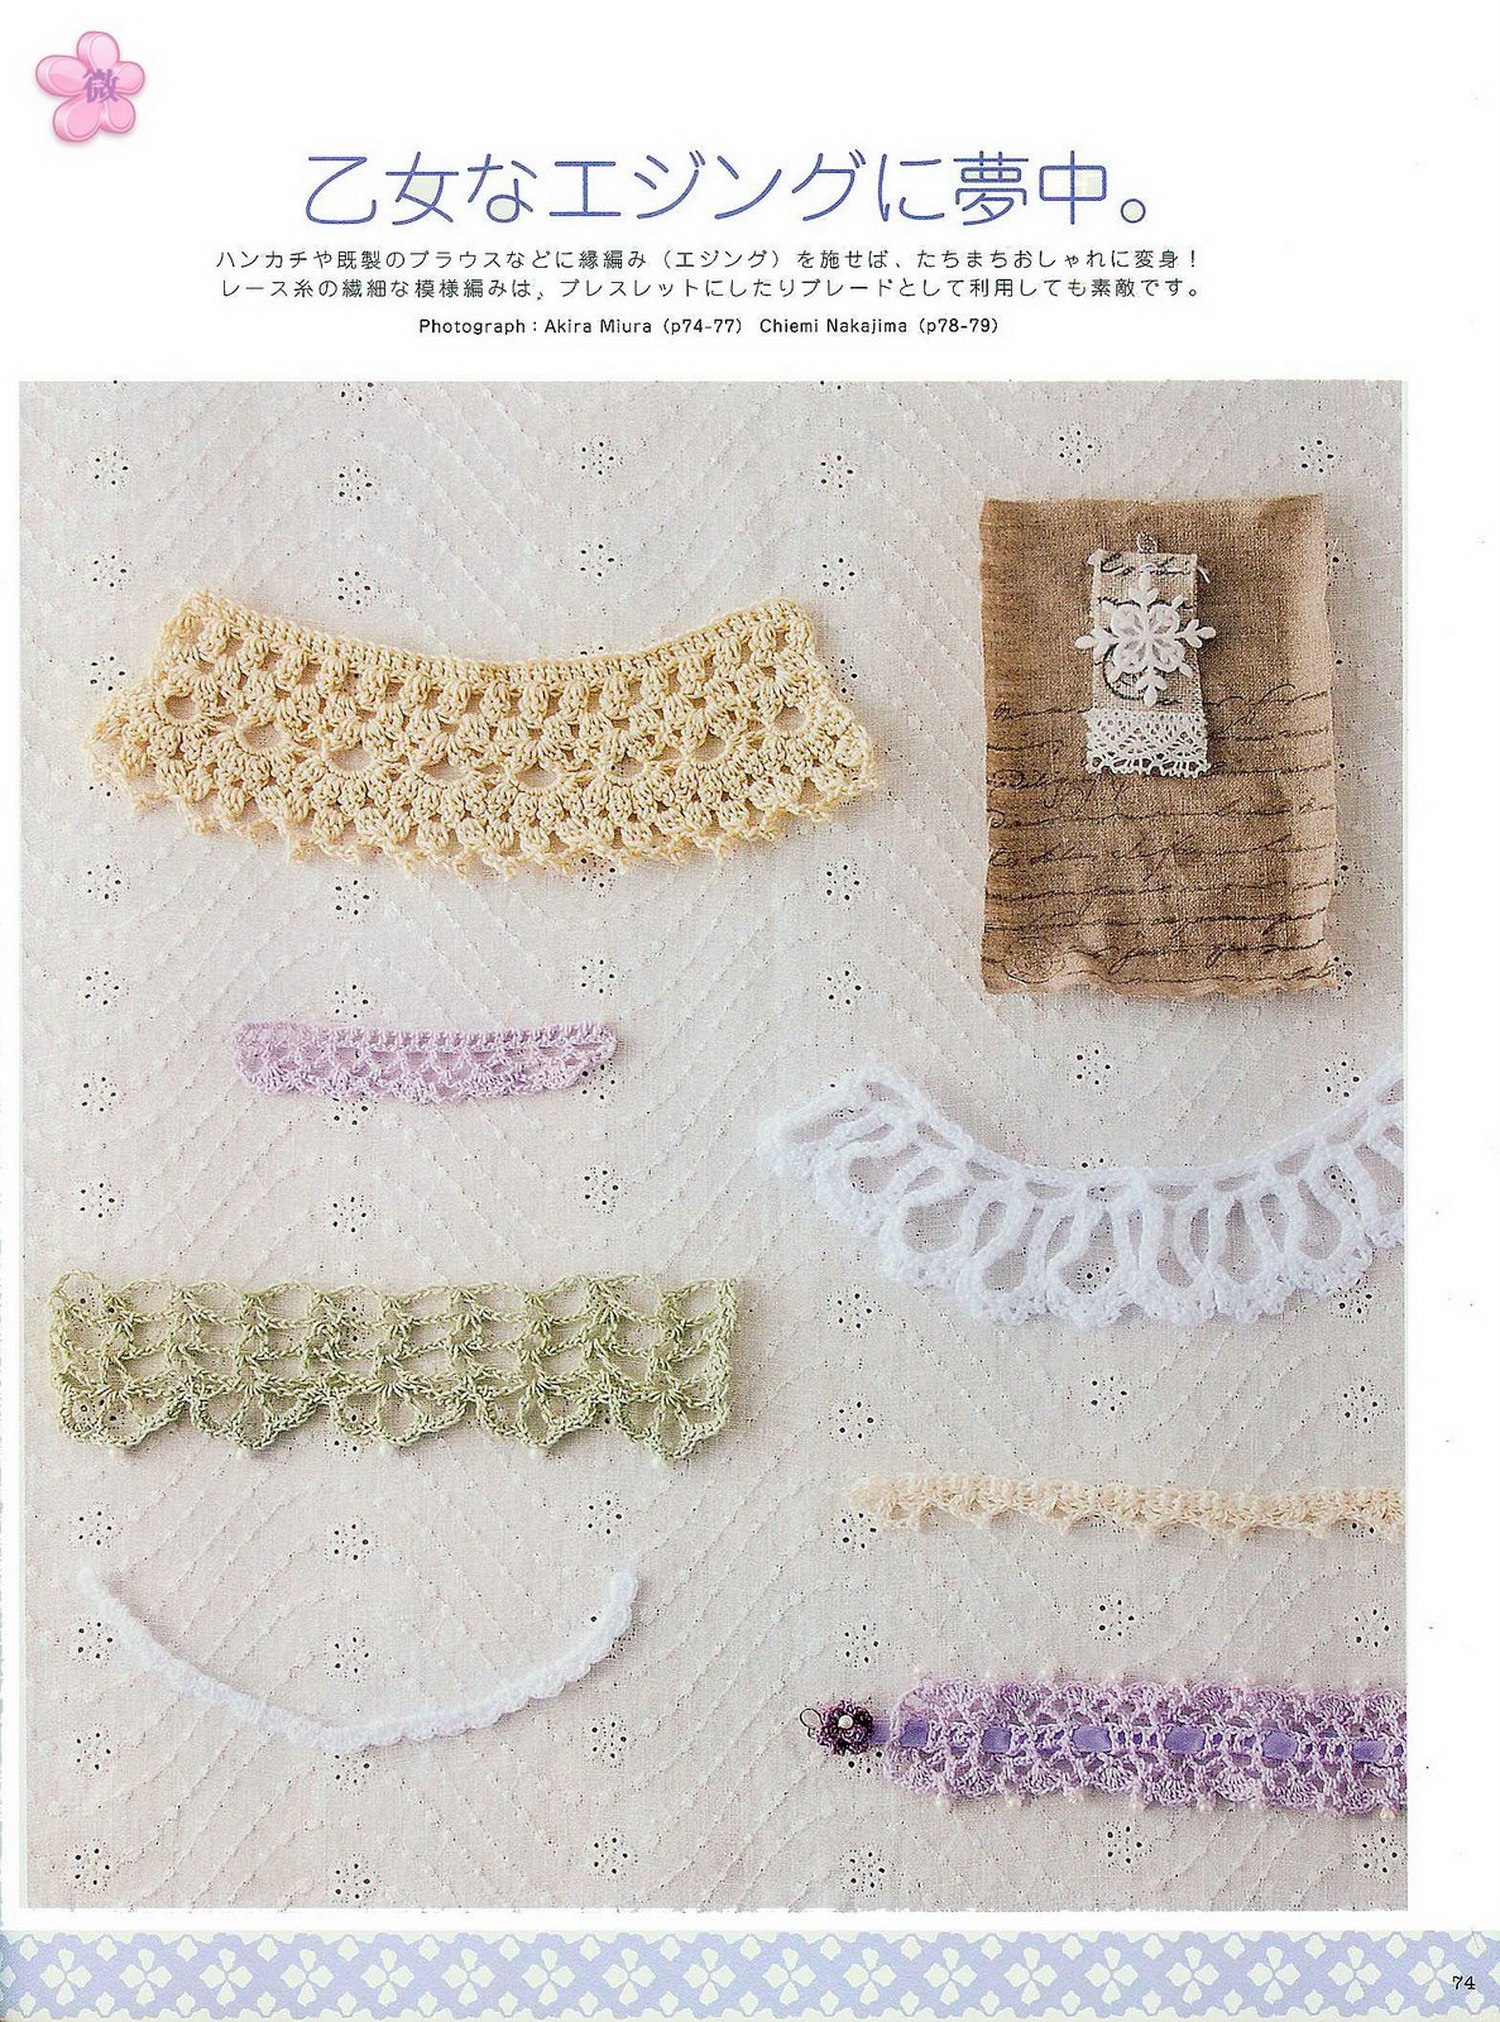 微
乙女なエジングに夢中。
ハンカチや既製のブラウスなどに縁編み（エジング）を施せば、たちまちおしゃれに変身！
レース糸の繊細な模様編みは、ブレスレットにしたりブレードとして利用しても素敵です。
Photograph：Akira Miura（p74-77） Chiemi Nakajima（p78-79）
74